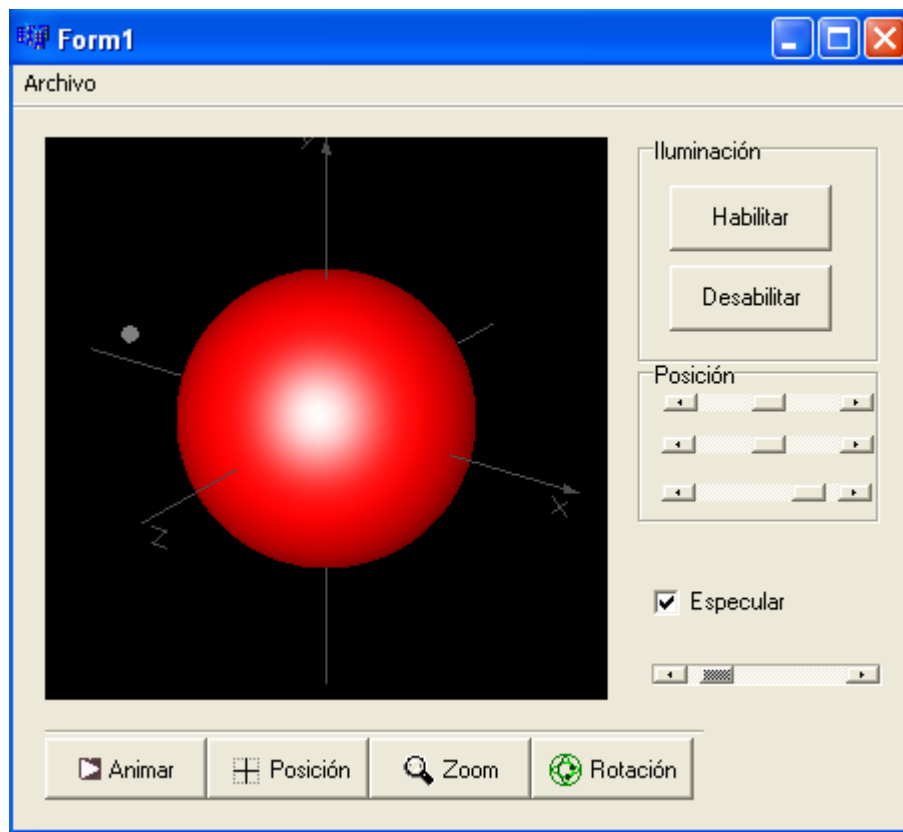 Form1
Archivo
y
X
Z
Iluminación
Habilitar
Desabilitar
Posición
Especular
Animar
Posición
Zoom
Rotación